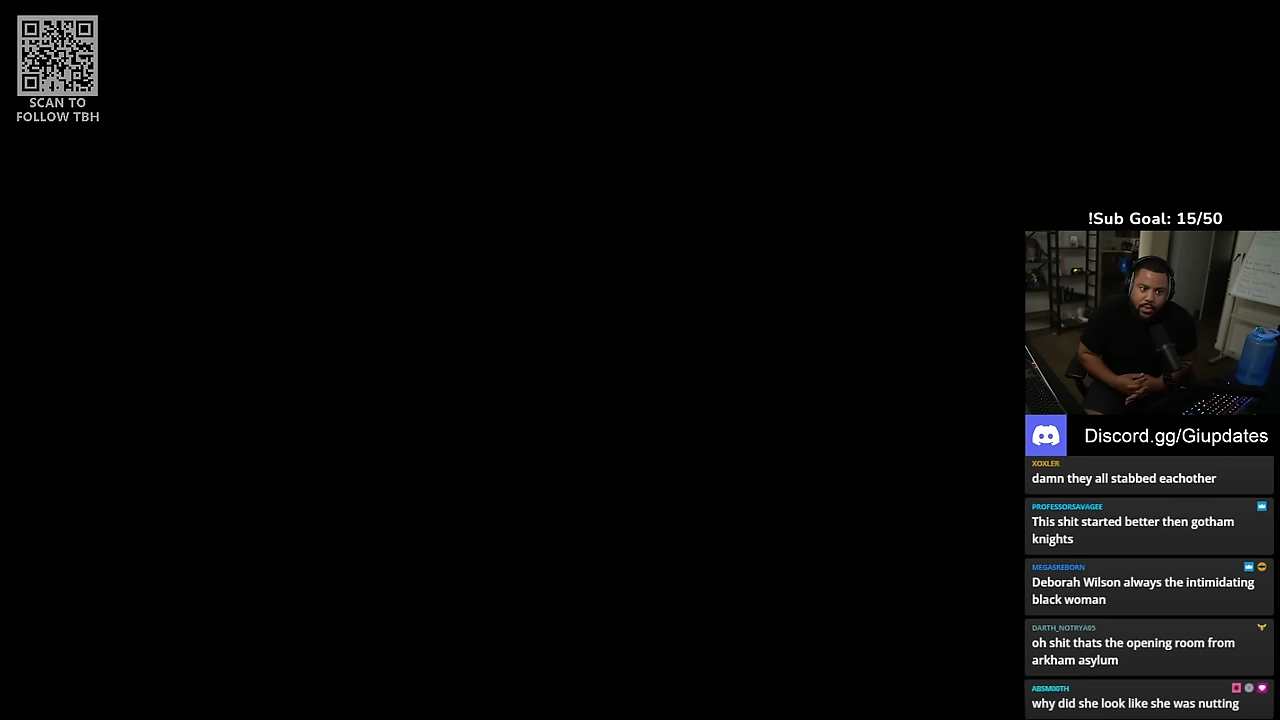 SCAN TO
FOLLOW TBH
!Sub Goal: 15/50
Discord.gg/Giupdates
XOXLER
damn they all stabbed eachother
PROFESSORSAVAGEE
This shit started better then gotham
knights
MEGASREBORN
Deborah Wilson always the intimidating
black woman
DARTH_NOTRYA95
oh shit thats the opening room from
arkham asylum
ABSM00TH
why did she look like she was nutting